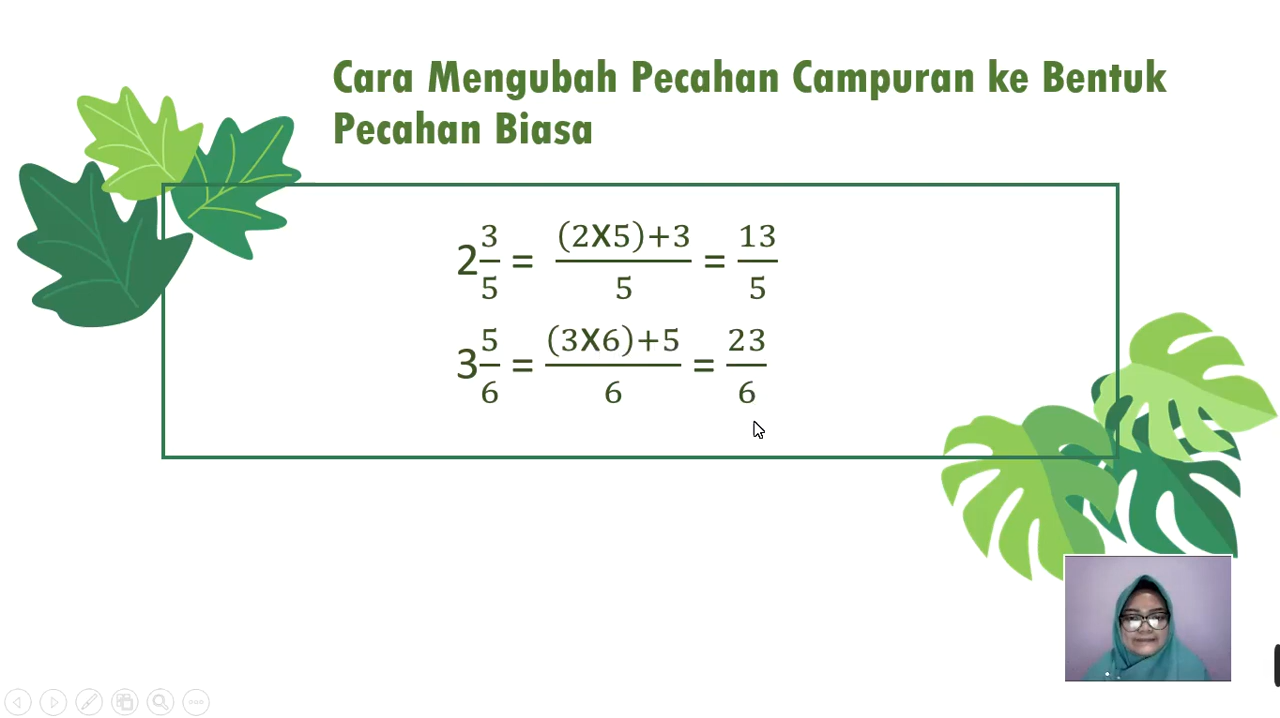 Cara Mengubah Pecahan Campuran ke Bentuk
Pecahan Biasa
2 3/5 = (2X5)+3/5 = 13/5
3 5/6 = (3X6)+5/6 = 23/6